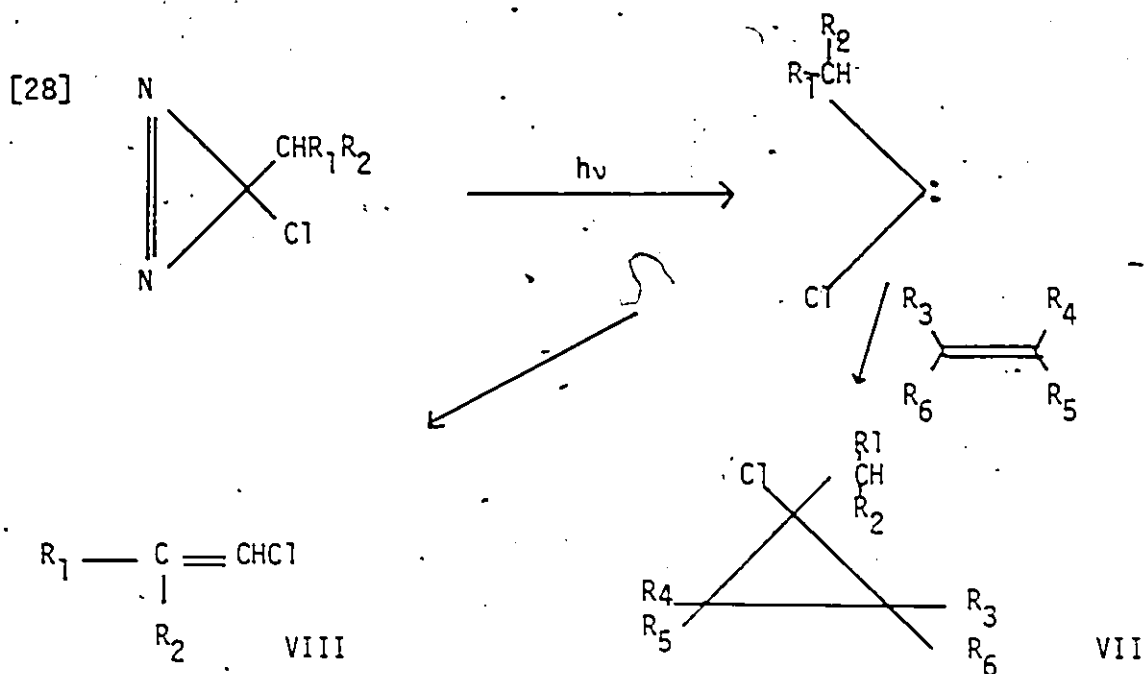 [28]
N
N
CHR₁R₂
Cl
hν
R₂
R₁CH
Cl
R₃
R₄
R₆
R₅
R1
Cl
CH
R₂
R4
R₅
R₃
R₆
VII
R₁ C CHCl
R₂
VIII